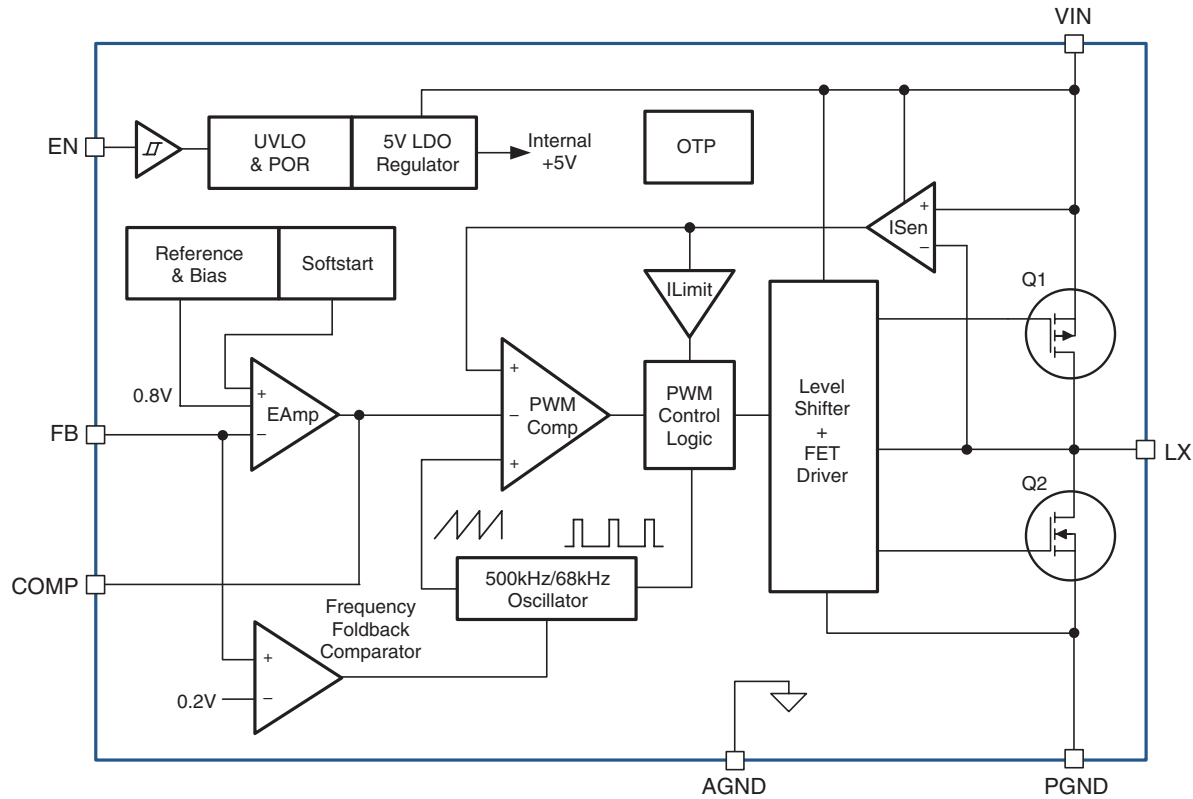 VIN
EN
UVLO
& POR
5V LDO
Regulator
Internal
+5V
OTP
+
ISen
–
Reference
& Bias
Softstart
Q1
ILimit
0.8V
+
EAmp
–
+
PWM
Comp
–
+
PWM
Control
Logic
Level
Shifter
+
FET
Driver
FB
LX
Q2
COMP
500kHz/68kHz
Oscillator
Frequency
Foldback
Comparator
+
0.2V
–
AGND
PGND